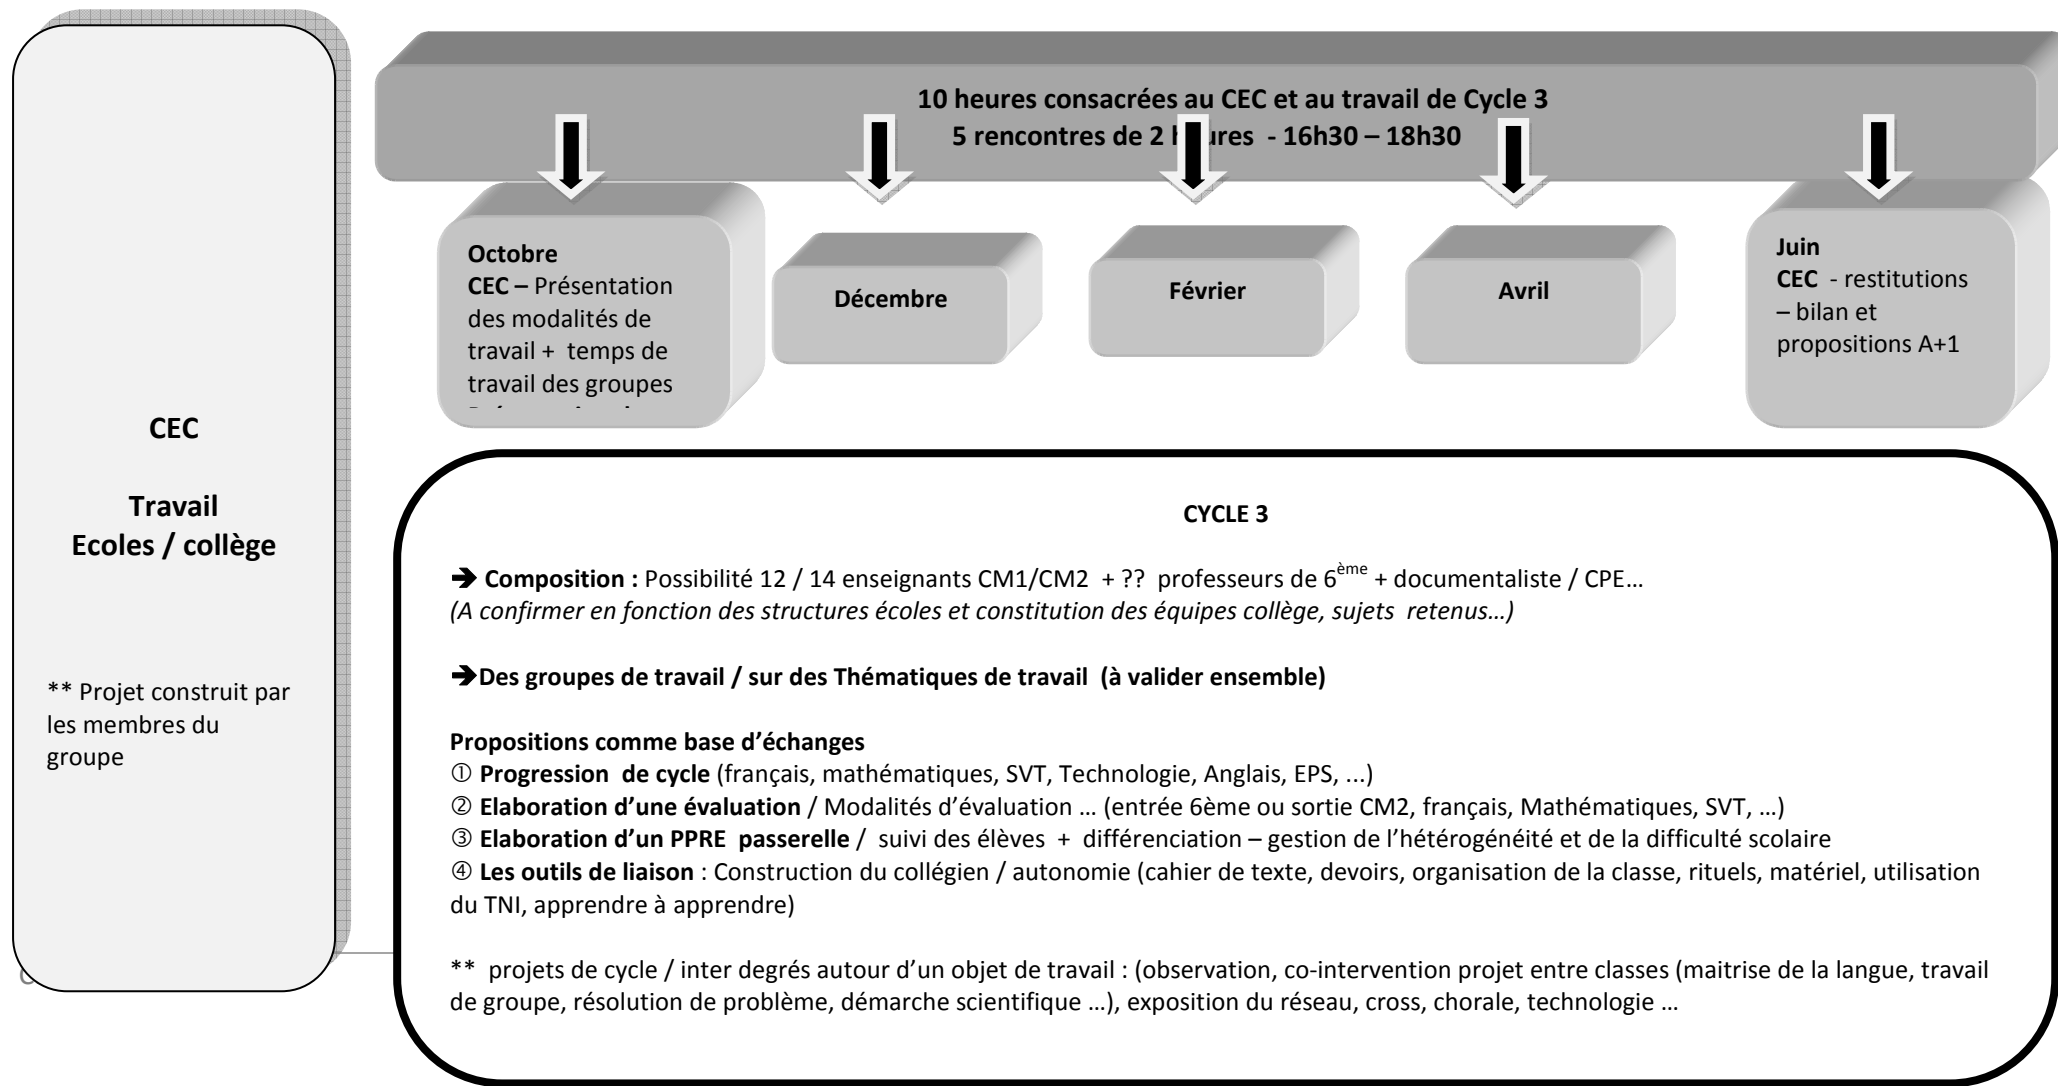 CEC
Travail
Ecoles / collège
** Projet construit par
les membres du
groupe
10 heures consacrées au CEC et au travail de Cycle 3
5 rencontres de 2 heures - 16h30 – 18h30
Octobre
CEC – Présentation
des modalités de
travail + temps de
travail des groupes
Décembre
Février
Avril
Juin
CEC - restitutions
– bilan et
propositions A+1
CYCLE 3
➔ Composition : Possibilité 12 / 14 enseignants CM1/CM2 + ?? professeurs de 6ème + documentaliste / CPE…
(A confirmer en fonction des structures écoles et constitution des équipes collège, sujets retenus…)
➔Des groupes de travail / sur des Thématiques de travail (à valider ensemble)
Propositions comme base d’échanges
① Progression de cycle (français, mathématiques, SVT, Technologie, Anglais, EPS, ...)
② Elaboration d’une évaluation / Modalités d’évaluation … (entrée 6ème ou sortie CM2, français, Mathématiques, SVT, …)
③ Elaboration d’un PPRE passerelle / suivi des élèves + différenciation – gestion de l’hétérogénéité et de la difficulté scolaire
④ Les outils de liaison : Construction du collégien / autonomie (cahier de texte, devoirs, organisation de la classe, rituels, matériel, utilisation
du TNI, apprendre à apprendre)
** projets de cycle / inter degrés autour d’un objet de travail : (observation, co-intervention projet entre classes (maitrise de la langue, travail
de groupe, résolution de problème, démarche scientifique …), exposition du réseau, cross, chorale, technologie …